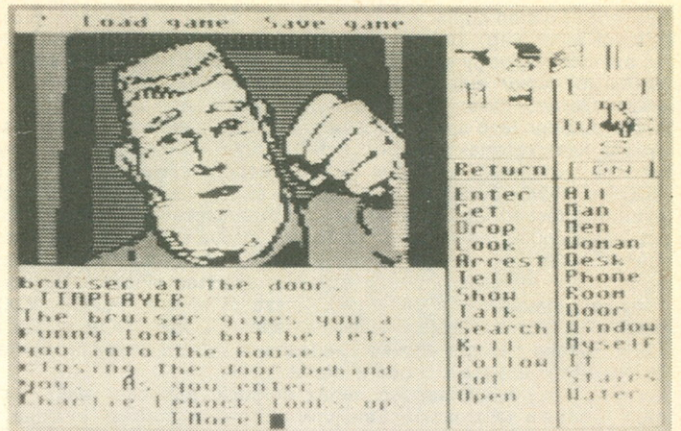 Load game Save game
Return
Enter All
Get Man
Drop Men
Look Woman
Arrest Desk
Tell Phone
Show Room
Talk Door
Search Window
Kill Myself
Follow It
Cut Stairs
Open Water
bruiser at the door.
The bruiser gives you a
funny look, but he lets
you into the house,
closing the door behind
you. As you enter,
Charlie looks up
[More]